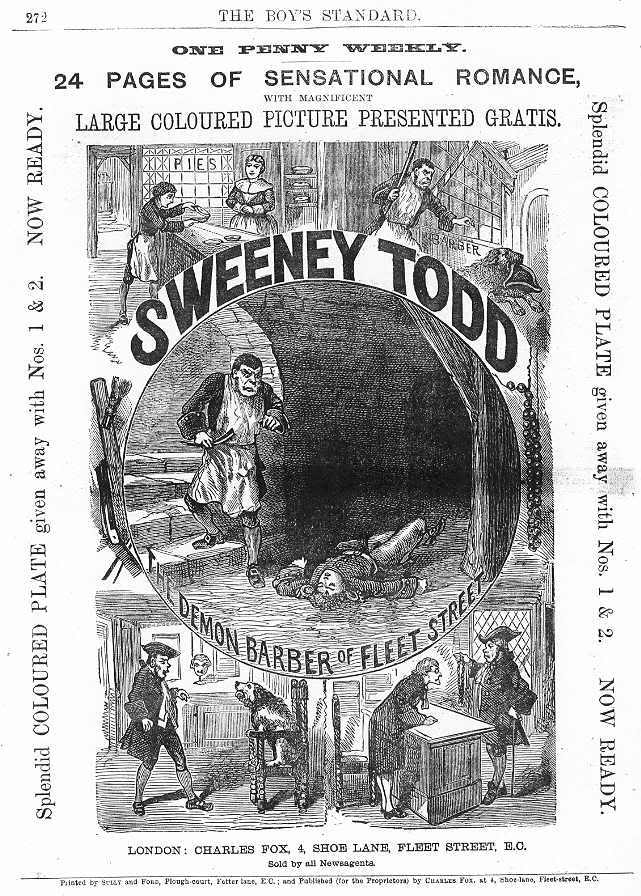 272
THE BOY'S STANDARD.
ONE PENNY WEEKLY.
24 PAGES OF SENSATIONAL ROMANCE,
WITH MAGNIFICENT
LARGE COLOURED PICTURE PRESENTED GRATIS.
Splendid COLOURED PLATE given away with Nos. 1 & 2. NOW READY.
Splendid COLOURED PLATE given away with Nos. 1 & 2. NOW READY.
PIES
BARBER
SWEENEY TODD
THE DEMON BARBER OF FLEET STREET
LONDON: CHARLES FOX, 4, SHOE LANE, FLEET STREET, E.C.
Sold by all Newsagents.
Printed by SULLY and FORD, Plough-court, Fetter lane, E.C.; and Published (for the Proprietors) by CHARLES FOX, at 4, Shoe-lane, Fleet-street, E.C.